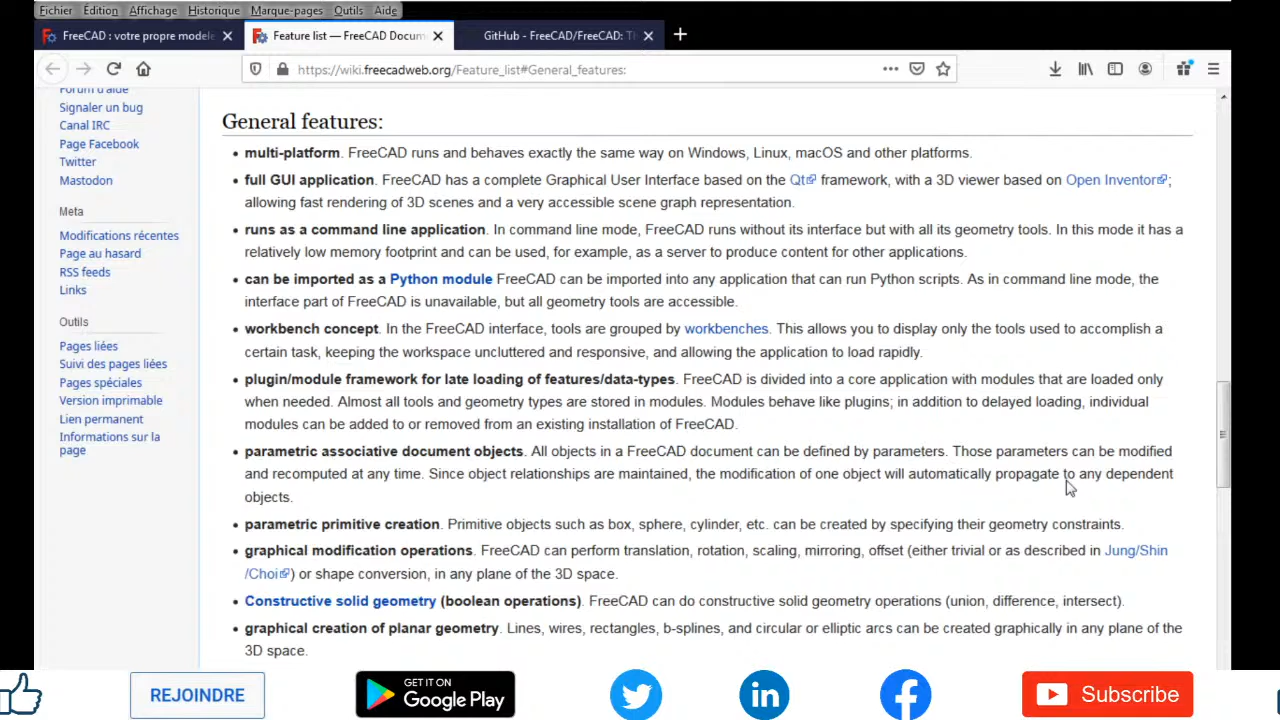 Fichier Édition Affichage Historique Marque-pages Outils Aide
FreeCAD : votre propre modele
Feature list — FreeCAD Docum
GitHub - FreeCAD/FreeCAD: Th
https://wiki.freecadweb.org/Feature_list#General_features:
Forum d'aide
Signaler un bug
Canal IRC
Page Facebook
Twitter
Mastodon
Meta
Modifications récentes
Page au hasard
RSS feeds
Links
Outils
Pages liées
Suivi des pages liées
Pages spéciales
Version imprimable
Lien permanent
Informations sur la
page
General features:
• multi-platform. FreeCAD runs and behaves exactly the same way on Windows, Linux, macOS and other platforms.
• full GUI application. FreeCAD has a complete Graphical User Interface based on the Qt framework, with a 3D viewer based on Open Inventor;
allowing fast rendering of 3D scenes and a very accessible scene graph representation.
• runs as a command line application. In command line mode, FreeCAD runs without its interface but with all its geometry tools. In this mode it has a
relatively low memory footprint and can be used, for example, as a server to produce content for other applications.
• can be imported as a Python module FreeCAD can be imported into any application that can run Python scripts. As in command line mode, the
interface part of FreeCAD is unavailable, but all geometry tools are accessible.
• workbench concept. In the FreeCAD interface, tools are grouped by workbenches. This allows you to display only the tools used to accomplish a
certain task, keeping the workspace uncluttered and responsive, and allowing the application to load rapidly.
• plugin/module framework for late loading of features/data-types. FreeCAD is divided into a core application with modules that are loaded only
when needed. Almost all tools and geometry types are stored in modules. Modules behave like plugins; in addition to delayed loading, individual
modules can be added to or removed from an existing installation of FreeCAD.
• parametric associative document objects. All objects in a FreeCAD document can be defined by parameters. Those parameters can be modified
and recomputed at any time. Since object relationships are maintained, the modification of one object will automatically propagate to any dependent
objects.
• parametric primitive creation. Primitive objects such as box, sphere, cylinder, etc. can be created by specifying their geometry constraints.
• graphical modification operations. FreeCAD can perform translation, rotation, scaling, mirroring, offset (either trivial or as described in Jung/Shin
/Choi) or shape conversion, in any plane of the 3D space.
• Constructive solid geometry (boolean operations). FreeCAD can do constructive solid geometry operations (union, difference, intersect).
• graphical creation of planar geometry. Lines, wires, rectangles, b-splines, and circular or elliptic arcs can be created graphically in any plane of the
3D space.
REJOINDRE
GET IT ON
Google Play
Subscribe